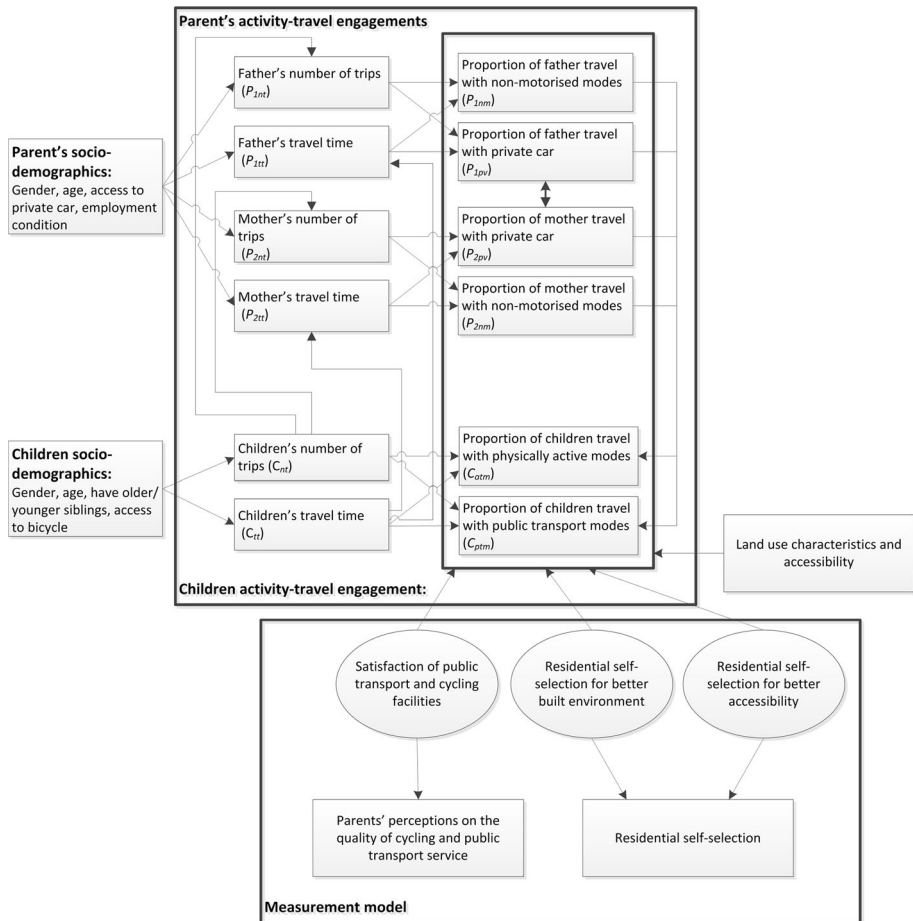 Parent's activity-travel engagements
Father's number of trips
(P1nt)
Proportion of father travel
with non-motorised modes
(P1nm)
Parent's socio-
demographics:
Gender, age, access to
private car, employment
condition
Father's travel time
(P1tt)
Proportion of father travel
with private car
(P1pv)
Mother's number of
trips
(P2nt)
Proportion of mother travel
with private car
(P2pv)
Mother's travel time
(P2tt)
Proportion of mother travel
with non-motorised modes
(P2nm)
Children socio-
demographics:
Gender, age, have older/
younger siblings, access
to bicycle
Children's number of
trips (Cnt)
Proportion of children travel
with physically active modes
(Catm)
Children's travel time
(Ctt)
Proportion of children travel
with public transport modes
(Cptm)
Land use characteristics and
accessibility
Children activity-travel engagement:
Satisfaction of public
transport and cycling
facilities
Residential self-
selection for better
built environment
Residential self-
selection for better
accessibility
Parents' perceptions on the
quality of cycling and public
transport service
Residential self-selection
Measurement model